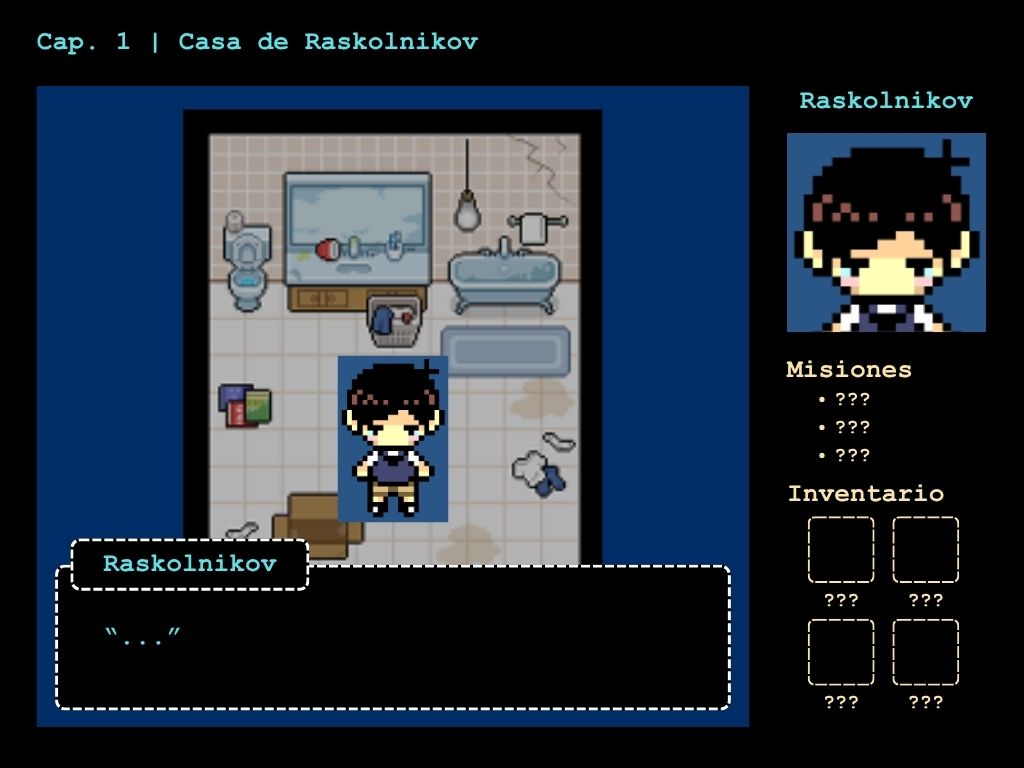 Cap. 1 | Casa de Raskolnikov
Raskolnikov
Misiones
• ???
• ???
• ???
Inventario
??? ???
??? ???
Raskolnikov
“...”